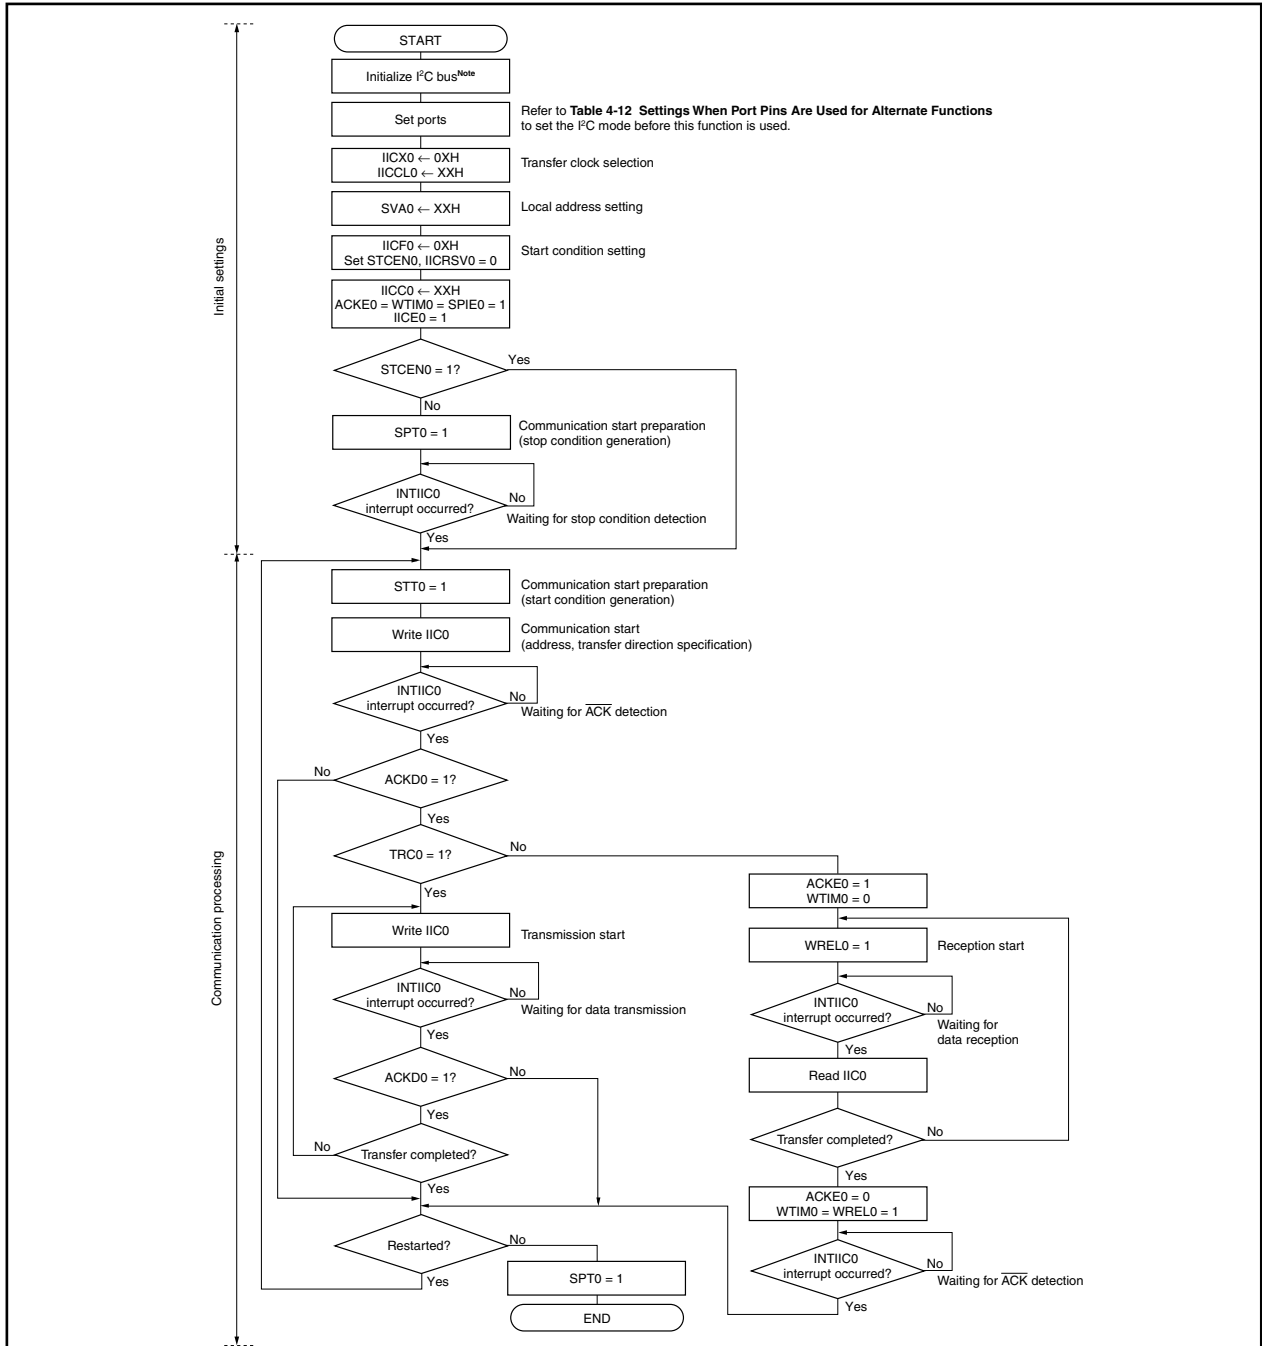 START
Initialize I²C bus^Note
Set ports
Refer to Table 4-12 Settings When Port Pins Are Used for Alternate Functions
to set the I²C mode before this function is used.
IICX0 ← 0XH
IICCL0 ← XXH
Transfer clock selection
SVA0 ← XXH
Local address setting
IICF0 ← 0XH
Set STCEN0, IICRSV0 = 0
Start condition setting
IICC0 ← XXH
ACKE0 = WTIM0 = SPIE0 = 1
IICE0 = 1
Initial settings
STCEN0 = 1?
Yes
No
SPT0 = 1
Communication start preparation
(stop condition generation)
INTIIC0
interrupt occurred?
No
Waiting for stop condition detection
Yes
STT0 = 1
Communication start preparation
(start condition generation)
Write IIC0
Communication start
(address, transfer direction specification)
INTIIC0
interrupt occurred?
No
Waiting for A̅C̅K̅ detection
Yes
No
ACKD0 = 1?
Yes
TRC0 = 1?
No
Yes
Communication processing
Write IIC0
Transmission start
INTIIC0
interrupt occurred?
No
Waiting for data transmission
Yes
ACKD0 = 1?
No
Yes
No
Transfer completed?
Yes
Restarted?
No
Yes
SPT0 = 1
END
ACKE0 = 1
WTIM0 = 0
WREL0 = 1
Reception start
INTIIC0
interrupt occurred?
No
Waiting for
data reception
Yes
Read IIC0
Transfer completed?
No
Yes
ACKE0 = 0
WTIM0 = WREL0 = 1
INTIIC0
interrupt occurred?
No
Waiting for A̅C̅K̅ detection
Yes